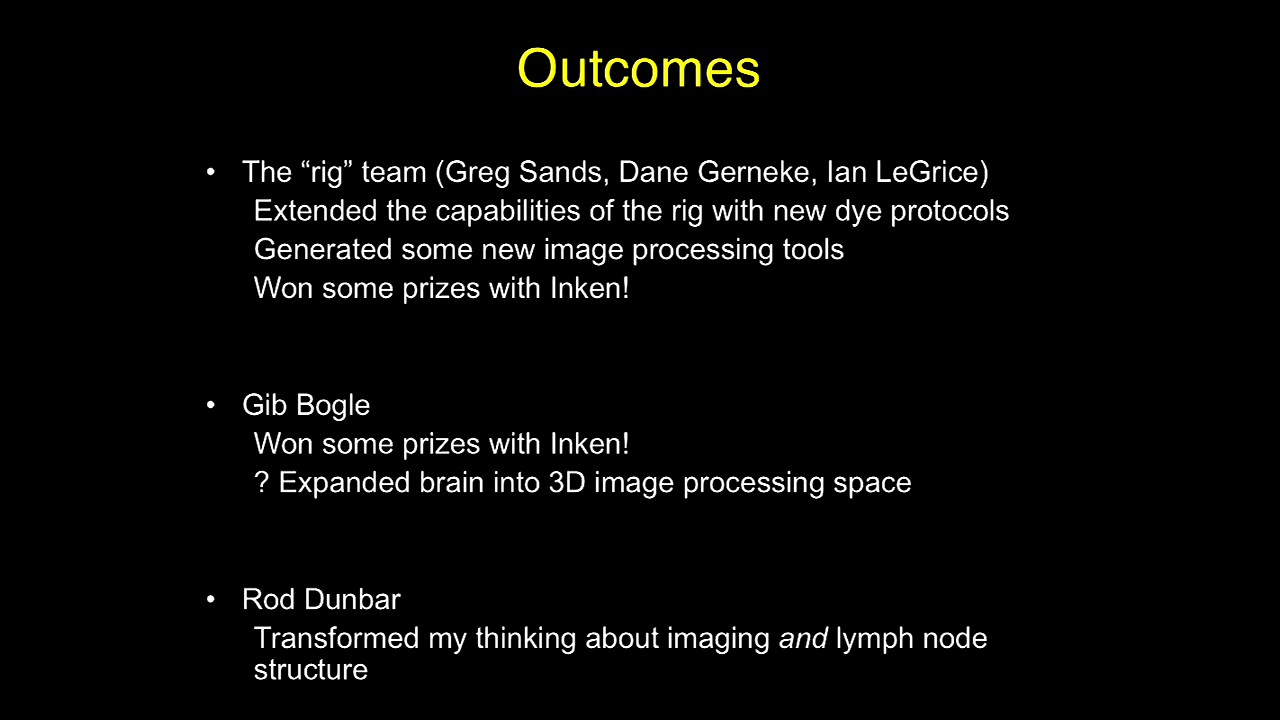 Outcomes
• The “rig” team (Greg Sands, Dane Gerneke, Ian LeGrice)
Extended the capabilities of the rig with new dye protocols
Generated some new image processing tools
Won some prizes with Inken!
• Gib Bogle
Won some prizes with Inken!
? Expanded brain into 3D image processing space
• Rod Dunbar
Transformed my thinking about imaging and lymph node
structure